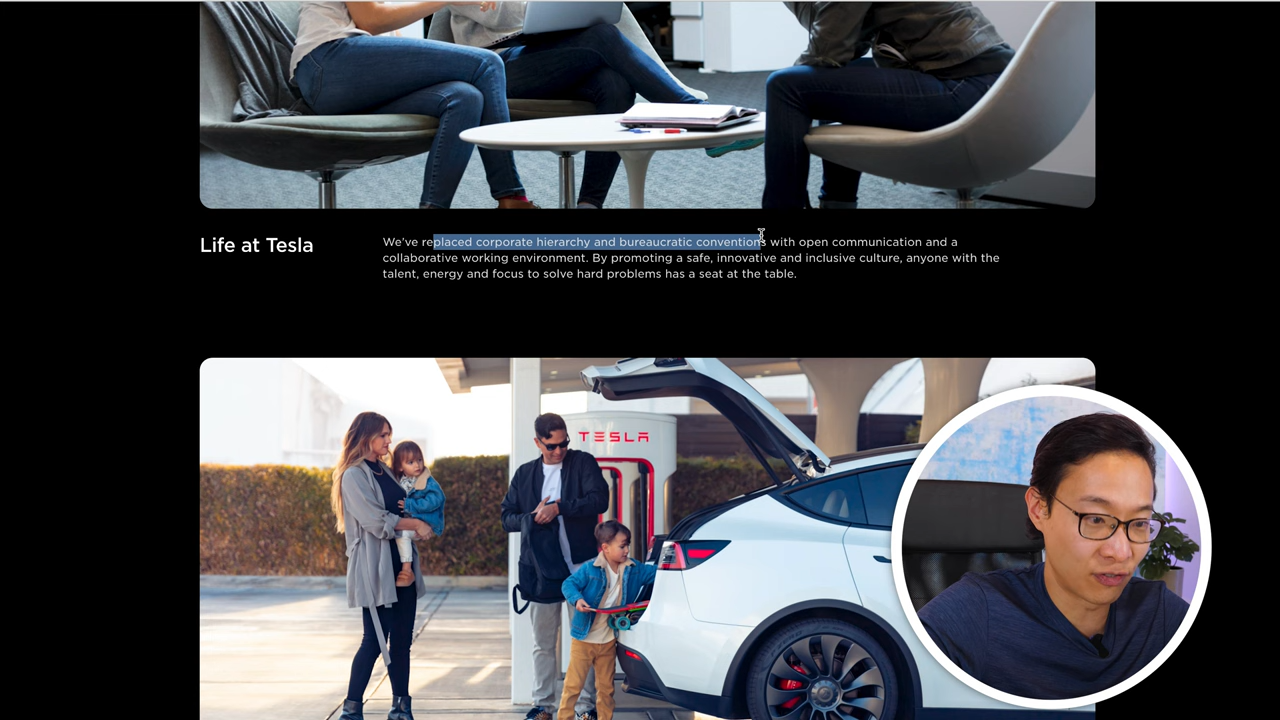 Life at Tesla
We've replaced corporate hierarchy and bureaucratic conventions with open communication and a
collaborative working environment. By promoting a safe, innovative and inclusive culture, anyone with the
talent, energy and focus to solve hard problems has a seat at the table.
TESLA